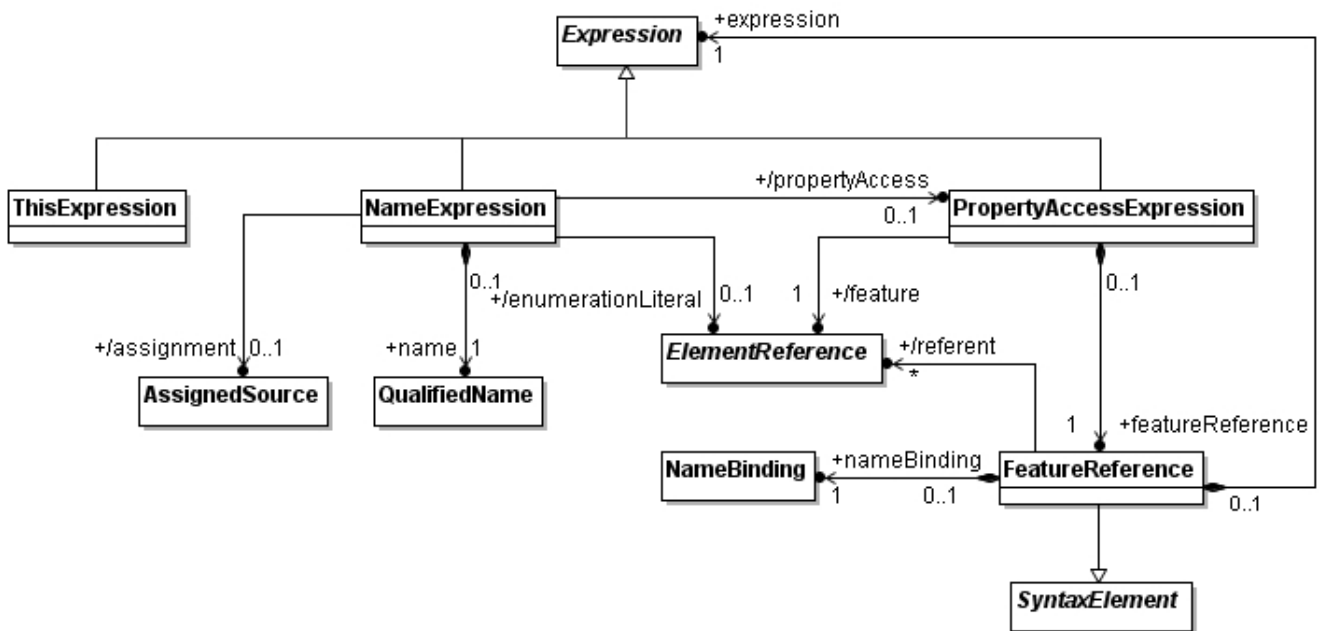 +expression
Expression
1
+/propertyAccess
ThisExpression
NameExpression
PropertyAccessExpression
0..1
0..1
0..1
+/enumerationLiteral
0..1
1
+/feature
+/assignment
0..1
+name
1
ElementReference
+/referent
*
AssignedSource
QualifiedName
1
+featureReference
NameBinding
+nameBinding
FeatureReference
1
0..1
0..1
SyntaxElement